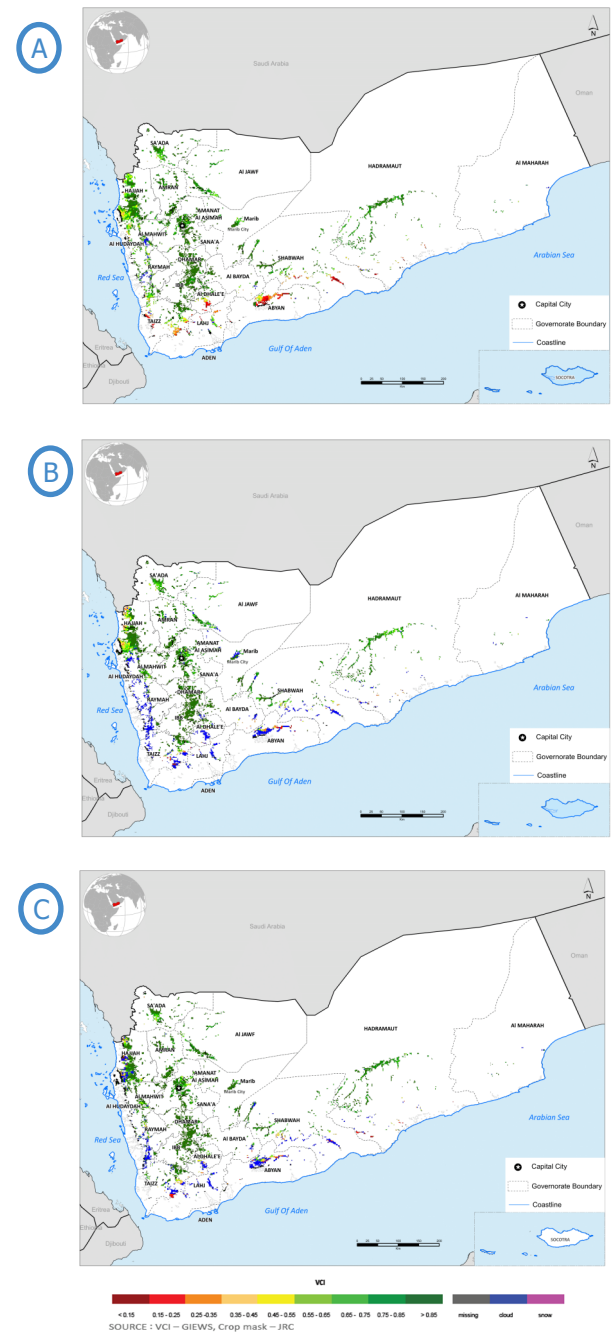 A
N
Saudi Arabia
Oman
SA'ADA
Al JAWF
HADRAMAUT
Al MAHARAH
HAJJAH
AMRAN
AMANAT
Al ASIMAH
Marib
Marib City
ALMAHWIT
SANA'A
Al HUDAYDAH
DHAMAR
SHABWAH
Arabian Sea
RAYMAH
Al BAYDA
Red Sea
IBB
Al DHALE'E
ABYAN
TAIZZ
LAHJ
ADEN
Gulf Of Aden
Eritrea
Djibouti
Capital City
Governorate Boundary
Coastline
SOCOTRA
B
N
Saudi Arabia
Oman
SA'ADA
Al JAWF
HADRAMAUT
Al MAHARAH
HAJJAH
AMRAN
AMANAT
Al ASIMAH
Marib
Marib City
ALMAHWIT
SANA'A
Al HUDAYDAH
DHAMAR
SHABWAH
Arabian Sea
RAYMAH
Al BAYDA
Red Sea
IBB
Al DHALE'E
ABYAN
TAIZZ
LAHJ
ADEN
Gulf Of Aden
Eritrea
Djibouti
Capital City
Governorate Boundary
Coastline
C
N
Saudi Arabia
Oman
SA'ADA
Al JAWF
HADRAMAUT
Al MAHARAH
HAJJAH
AMRAN
AMANAT
Al ASIMAH
Marib
Marib City
ALMAHWIT
SANA'A
Al HUDAYDAH
DHAMAR
SHABWAH
Arabian Sea
RAYMAH
Al BAYDA
Red Sea
IBB
Al DHALE'E
ABYAN
TAIZZ
LAHJ
ADEN
Gulf Of Aden
Eritrea
Djibouti
Capital City
Governorate Boundary
Coastline
SOCOTRA
VCI
< 0.15 0.15 - 0.25 0.25-0.35 0.35 - 0.45 0.45 - 0.55 0.55 - 0.65 0.65 - 0.75 0.75 - 0.85 > 0.85 missing cloud snow
SOURCE : VCI – GIEWS, Crop mask – JRC